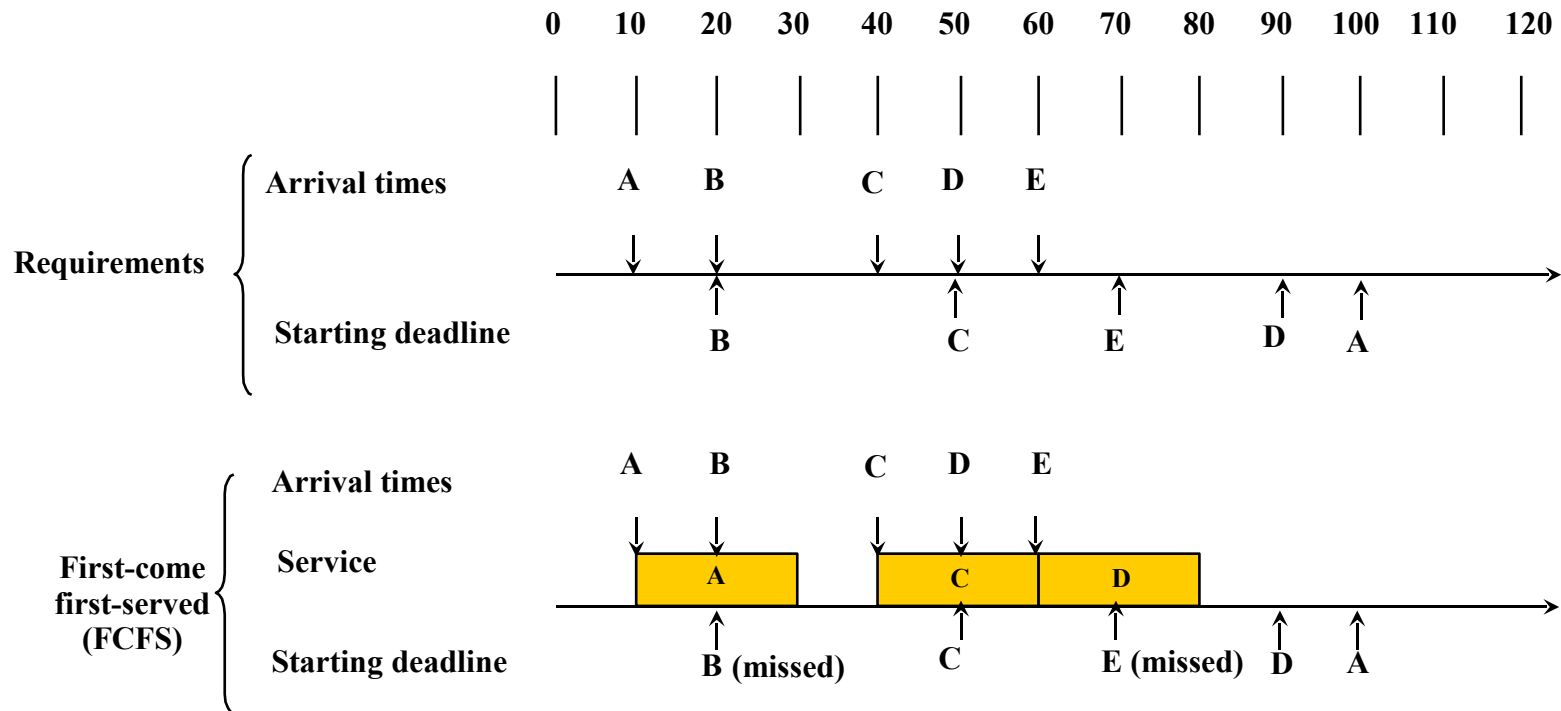 0 10 20 30 40 50 60 70 80 90 100 110 120
Arrival times A B C D E
Requirements
Starting deadline B C E D A
Arrival times A B C D E
Service A C D
First-come
first-served
(FCFS)
Starting deadline B (missed) C E (missed) D A